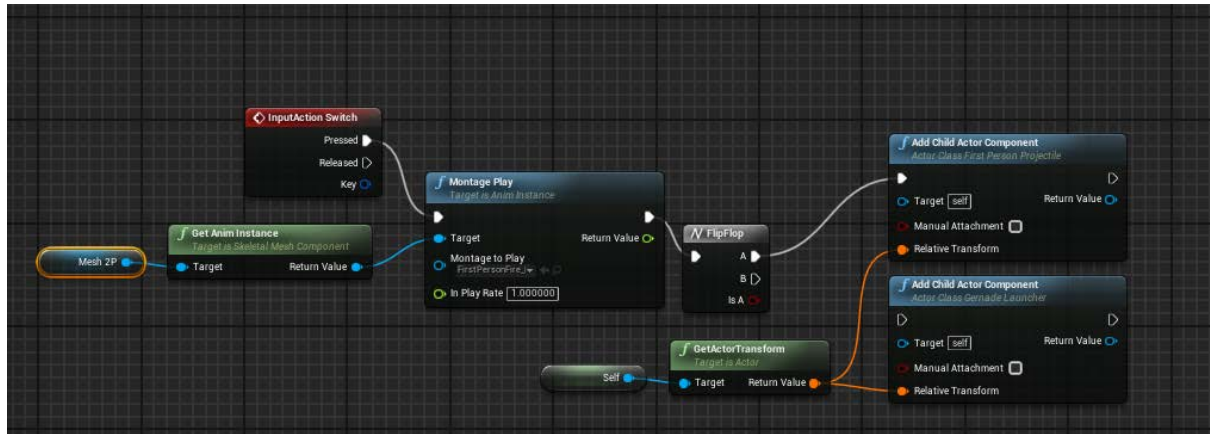 InputAction Switch
Pressed
Released
Key
Mesh 2P
Get Anim Instance
Target is Skeletal Mesh Component
Target
Return Value
Montage Play
Target is Anim Instance
Target
Return Value
Montage to Play
FirstPersonFire_
In Play Rate 1.000000
FlipFlop
A
B
Is A
Self
GetActorTransform
Target is Actor
Target
Return Value
Add Child Actor Component
Actor Class First Person Projectile
Target self
Return Value
Manual Attachment
Relative Transform
Add Child Actor Component
Actor Class Gernade Launcher
Target self
Return Value
Manual Attachment
Relative Transform